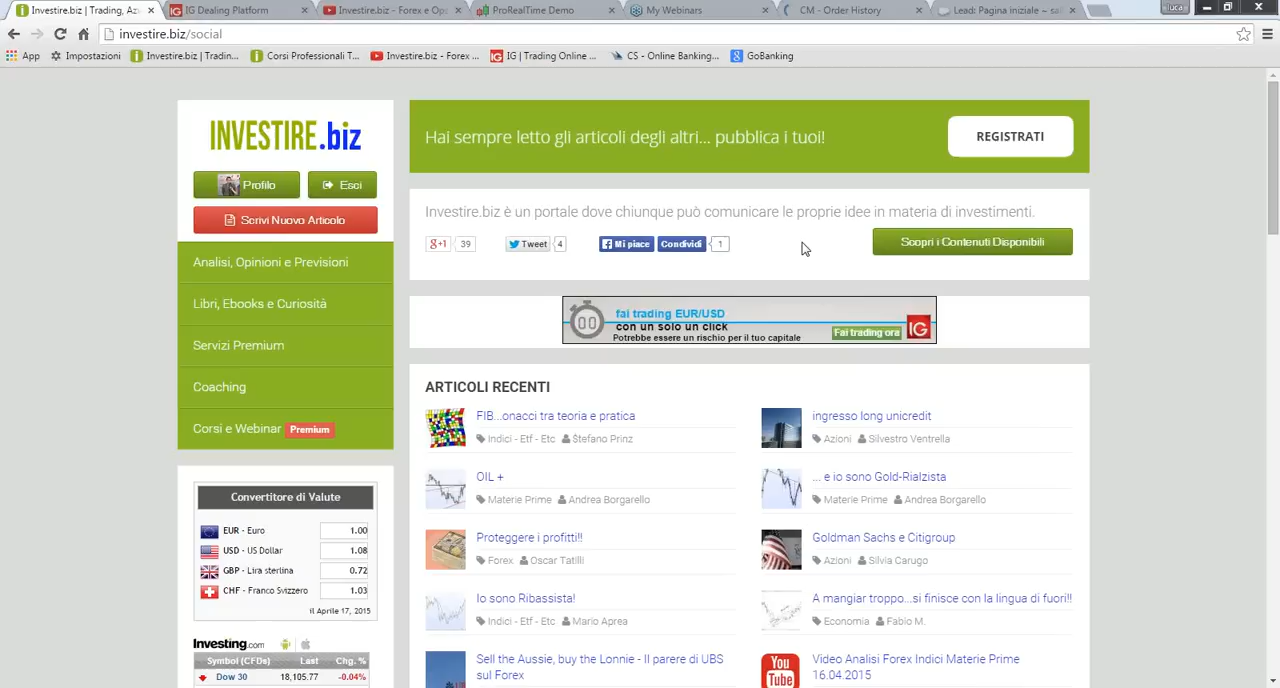 Investire.biz | Trading, Az
IG Dealing Platform
Investire.biz - Forex e Op
ProRealTime Demo
My Webinars
CM - Order History
Lead: Pagina iniziale ~ sal
luca
investire.biz/social
App
Impostazioni
Investire.biz | Tradin...
Corsi Professionali T...
Investire.biz - Forex ...
IG | Trading Online ...
CS - Online Banking...
GoBanking
INVESTIRE.biz
Profilo
Esci
Scrivi Nuovo Articolo
Analisi, Opinioni e Previsioni
Libri, Ebooks e Curiosità
Servizi Premium
Coaching
Corsi e Webinar Premium
Convertitore di Valute
EUR - Euro 1.00
USD - US Dollar 1.08
GBP - Lira sterlina 0.72
CHF - Franco Svizzero 1.03
il Aprile 17, 2015
Investing.com
Symbol (CFDs) Last Chg. %
Dow 30 18,105.77 -0.04%
Hai sempre letto gli articoli degli altri... pubblica i tuoi!
REGISTRATI
Investire.biz è un portale dove chiunque può comunicare le proprie idee in materia di investimenti.
g+1 39
Tweet 4
Mi piace
Condividi 1
Scopri i Contenuti Disponibili
00
fai trading EUR/USD
con un solo un click
Potrebbe essere un rischio per il tuo capitale
Fai trading ora
IG
ARTICOLI RECENTI
FIB...onacci tra teoria e pratica
Indici - Etf - Etc Stefano Prinz
ingresso long unicredit
Azioni Silvestro Ventrella
OIL +
Materie Prime Andrea Borgarello
... e io sono Gold-Rialzista
Materie Prime Andrea Borgarello
Proteggere i profitti!!
Forex Oscar Tatilli
Goldman Sachs e Citigroup
Azioni Silvia Carugo
Io sono Ribassista!
Indici - Etf - Etc Mario Aprea
A mangiar troppo...si finisce con la lingua di fuori!!
Economia Fabio M.
Sell the Aussie, buy the Lonnie - Il parere di UBS
sul Forex
You
Tube
Video Analisi Forex Indici Materie Prime
16.04.2015